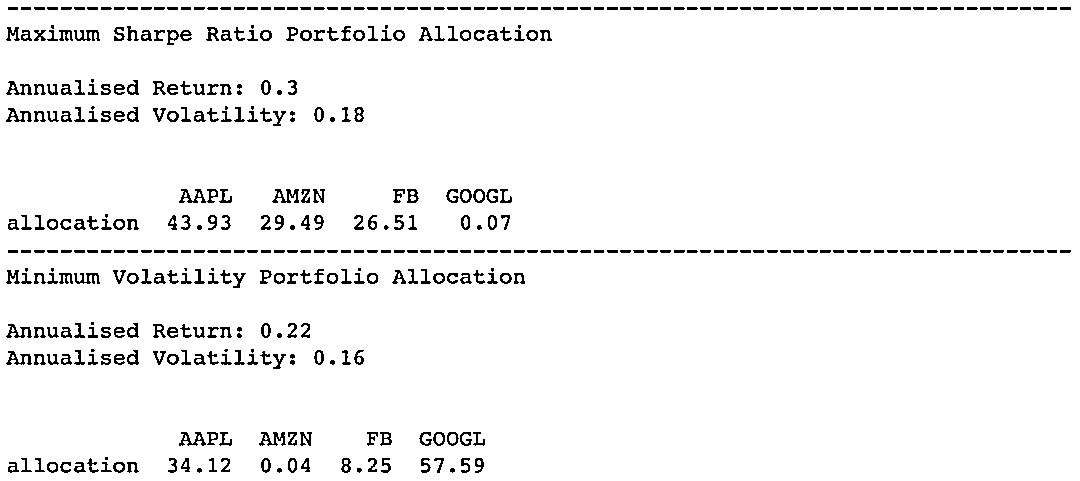 --------------------------------------------------------------------------------
Maximum Sharpe Ratio Portfolio Allocation
Annualised Return: 0.3
Annualised Volatility: 0.18
AAPL AMZN FB GOOGL
allocation 43.93 29.49 26.51 0.07
--------------------------------------------------------------------------------
Minimum Volatility Portfolio Allocation
Annualised Return: 0.22
Annualised Volatility: 0.16
AAPL AMZN FB GOOGL
allocation 34.12 0.04 8.25 57.59